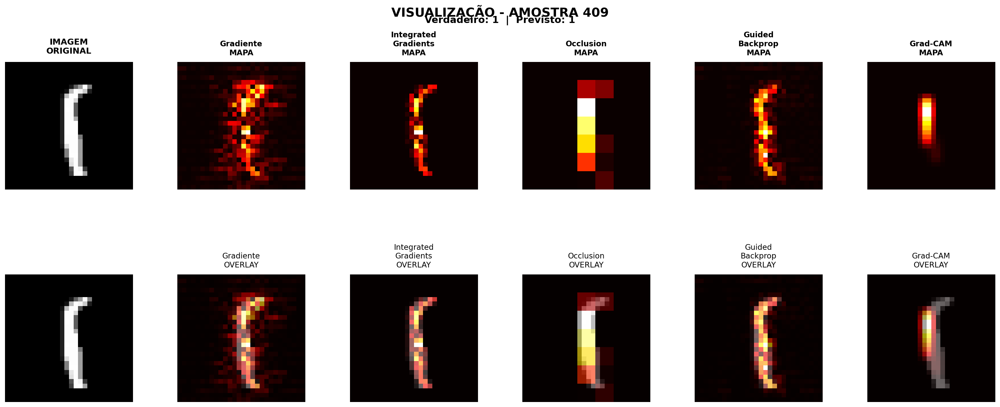 VISUALIZAÇÃO - AMOSTRA 409
Verdadeiro: 1 | Previsto: 1
IMAGEM
ORIGINAL
Gradiente
MAPA
Integrated
Gradients
MAPA
Occlusion
MAPA
Guided
Backprop
MAPA
Grad-CAM
MAPA
Gradiente
OVERLAY
Integrated
Gradients
OVERLAY
Occlusion
OVERLAY
Guided
Backprop
OVERLAY
Grad-CAM
OVERLAY